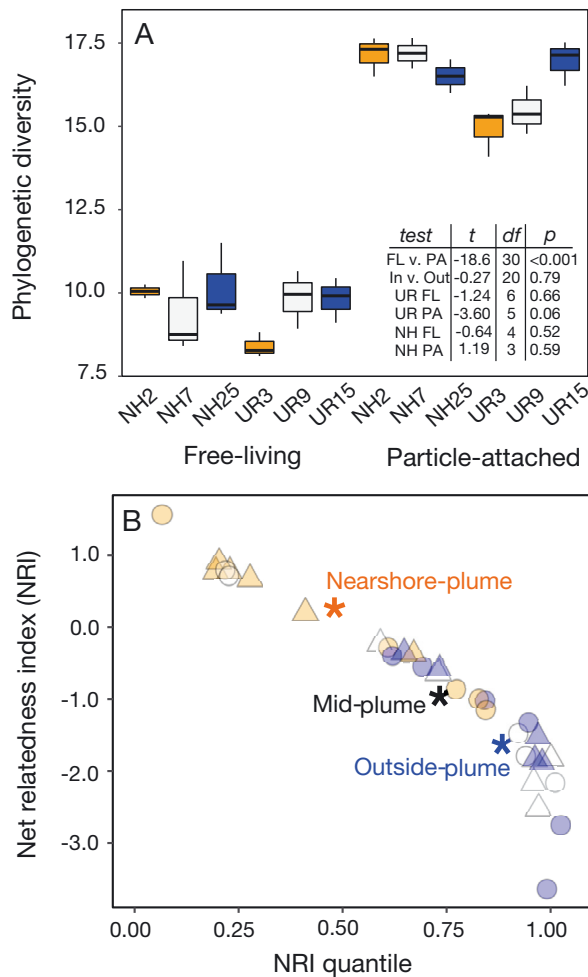 A
Phylogenetic diversity
17.5
15.0
12.5
10.0
7.5
test t df p
FL v. PA -18.6 30 <0.001
In v. Out -0.27 20 0.79
UR FL -1.24 6 0.66
UR PA -3.60 5 0.06
NH FL -0.64 4 0.52
NH PA 1.19 3 0.59
NH2 NH7 NH25 UR3 UR9 UR15 NH2 NH7 NH25 UR3 UR9 UR15
Free-living Particle-attached
B
Net relatedness index (NRI)
1.0
0.0
-1.0
-2.0
-3.0
Nearshore-plume
Mid-plume
Outside-plume
0.00 0.25 0.50 0.75 1.00
NRI quantile